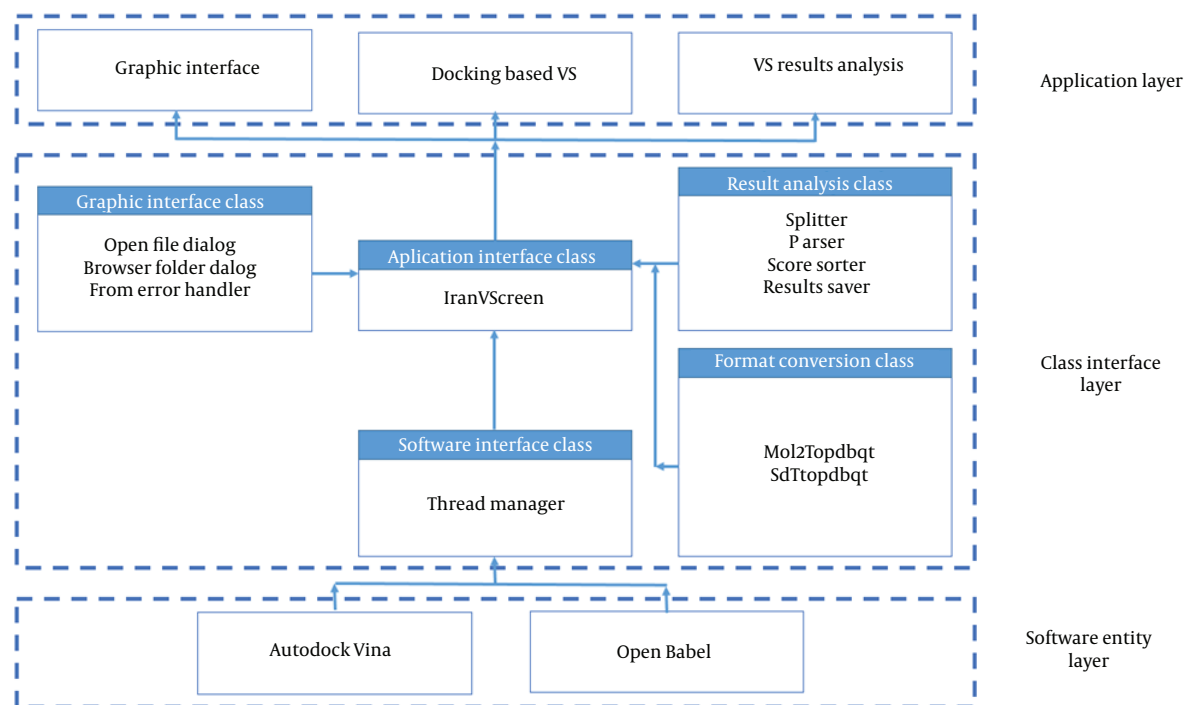 Graphic interface
Docking based VS
VS results analysis
Application layer
Graphic interface class
Open file dialog
Browser folder dalog
From error handler
Aplication interface class
IranVScreen
Result analysis class
Splitter
P arser
Score sorter
Results saver
Format conversion class
Mol2Topdbqt
SdTtopdbqt
Class interface
layer
Software interface class
Thread manager
Autodock Vina
Open Babel
Software entity
layer